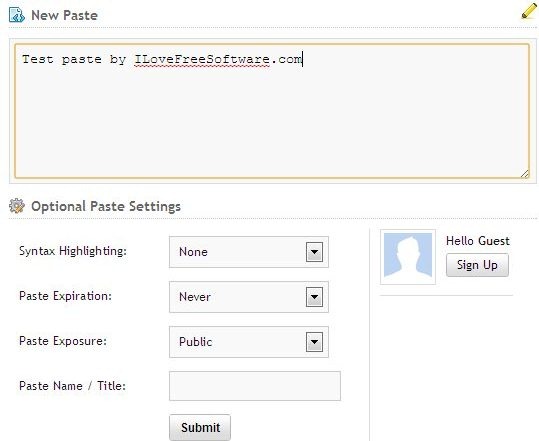 New Paste
Test paste by ILoveFreeSoftware.com
Optional Paste Settings
Syntax Highlighting: None
Paste Expiration: Never
Paste Exposure: Public
Paste Name / Title:
Submit
Hello Guest
Sign Up